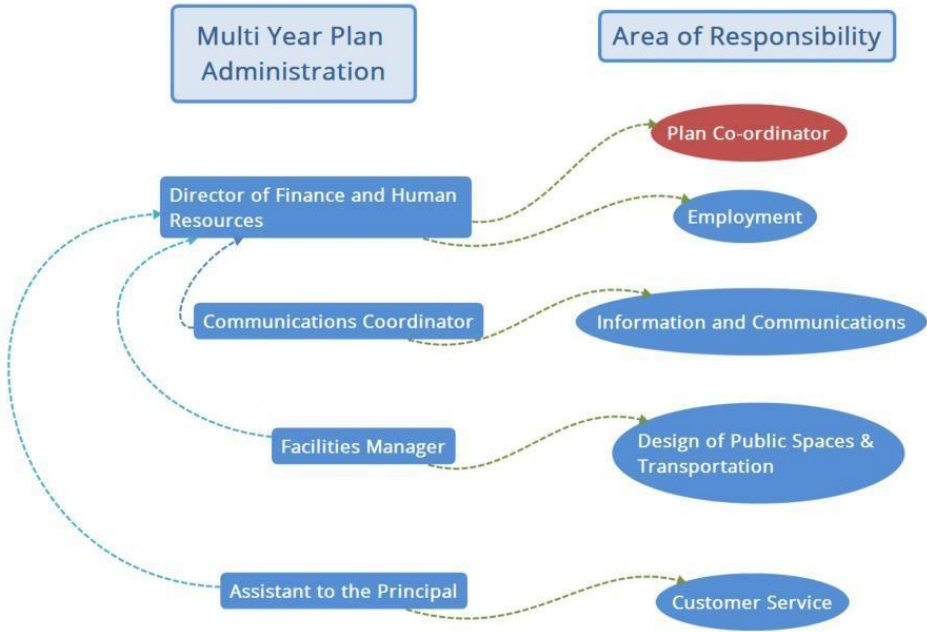 Multi Year Plan
Administration
Area of Responsibility
Plan Co-ordinator
Director of Finance and Human
Resources
Employment
Communications Coordinator
Information and Communications
Facilities Manager
Design of Public Spaces &
Transportation
Assistant to the Principal
Customer Service